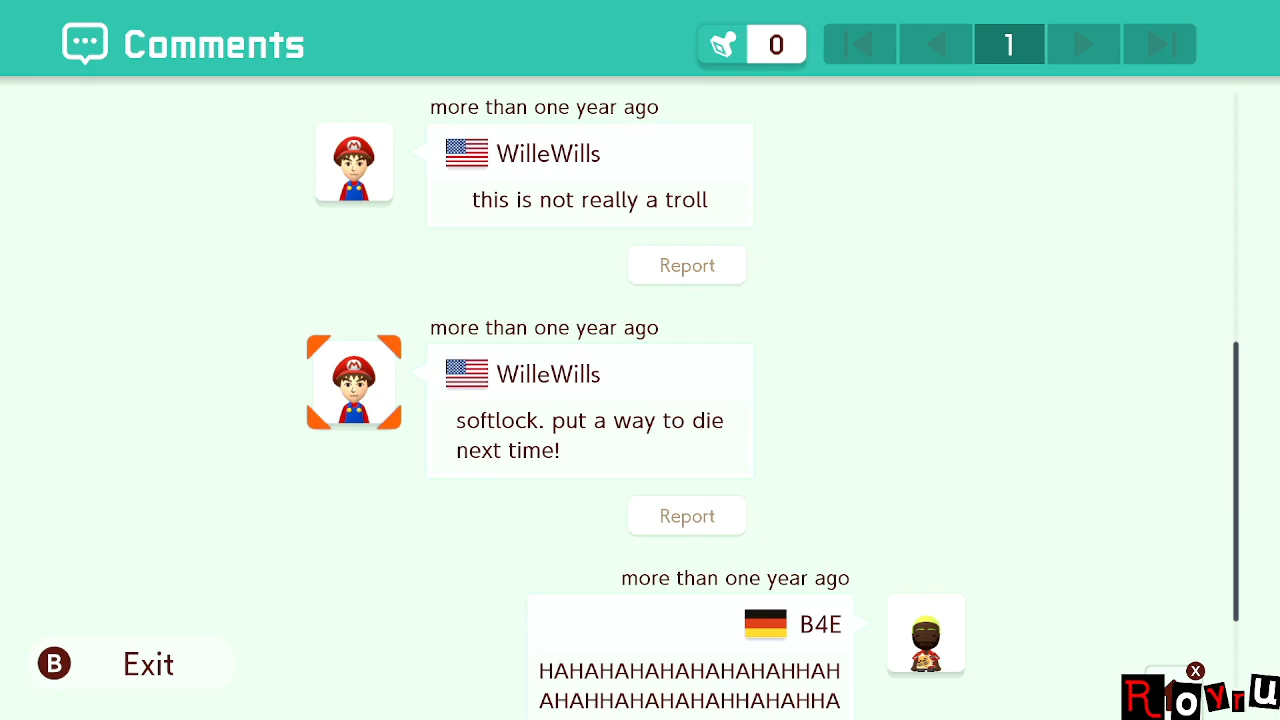 Comments
0
1
more than one year ago
WilleWills
this is not really a troll
Report
more than one year ago
WilleWills
softlock. put a way to die
next time!
Report
more than one year ago
B4E
HAHAHAHAHAHAHAHAHHAH
AHAHHAHAHAHAHHAHAHHA
B Exit
X
Royru